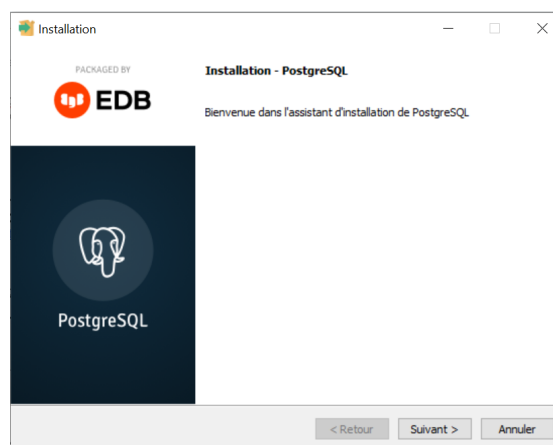 Installation
PACKAGED BY
EDB
Installation - PostgreSQL
Bienvenue dans l'assistant d'installation de PostgreSQL
PostgreSQL
< Retour
Suivant >
Annuler